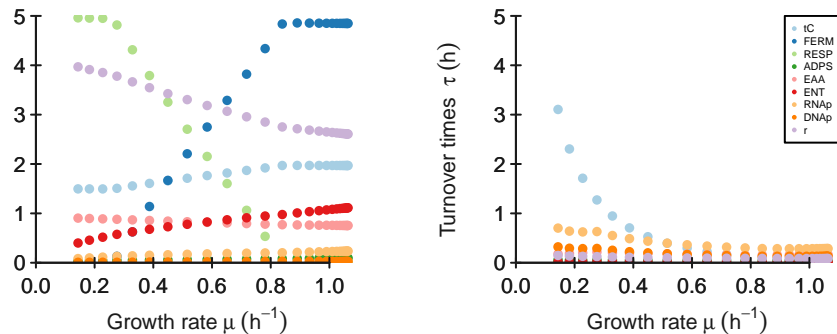 5
4
3
2
1
0
0.0 0.2 0.4 0.6 0.8 1.0
Growth rate μ (h⁻¹)
Turnover times τ (h)
5
4
3
2
1
0
0.0 0.2 0.4 0.6 0.8 1.0
Growth rate μ (h⁻¹)
tC
FERM
RESP
ADPS
EAA
ENT
RNAp
DNAp
r